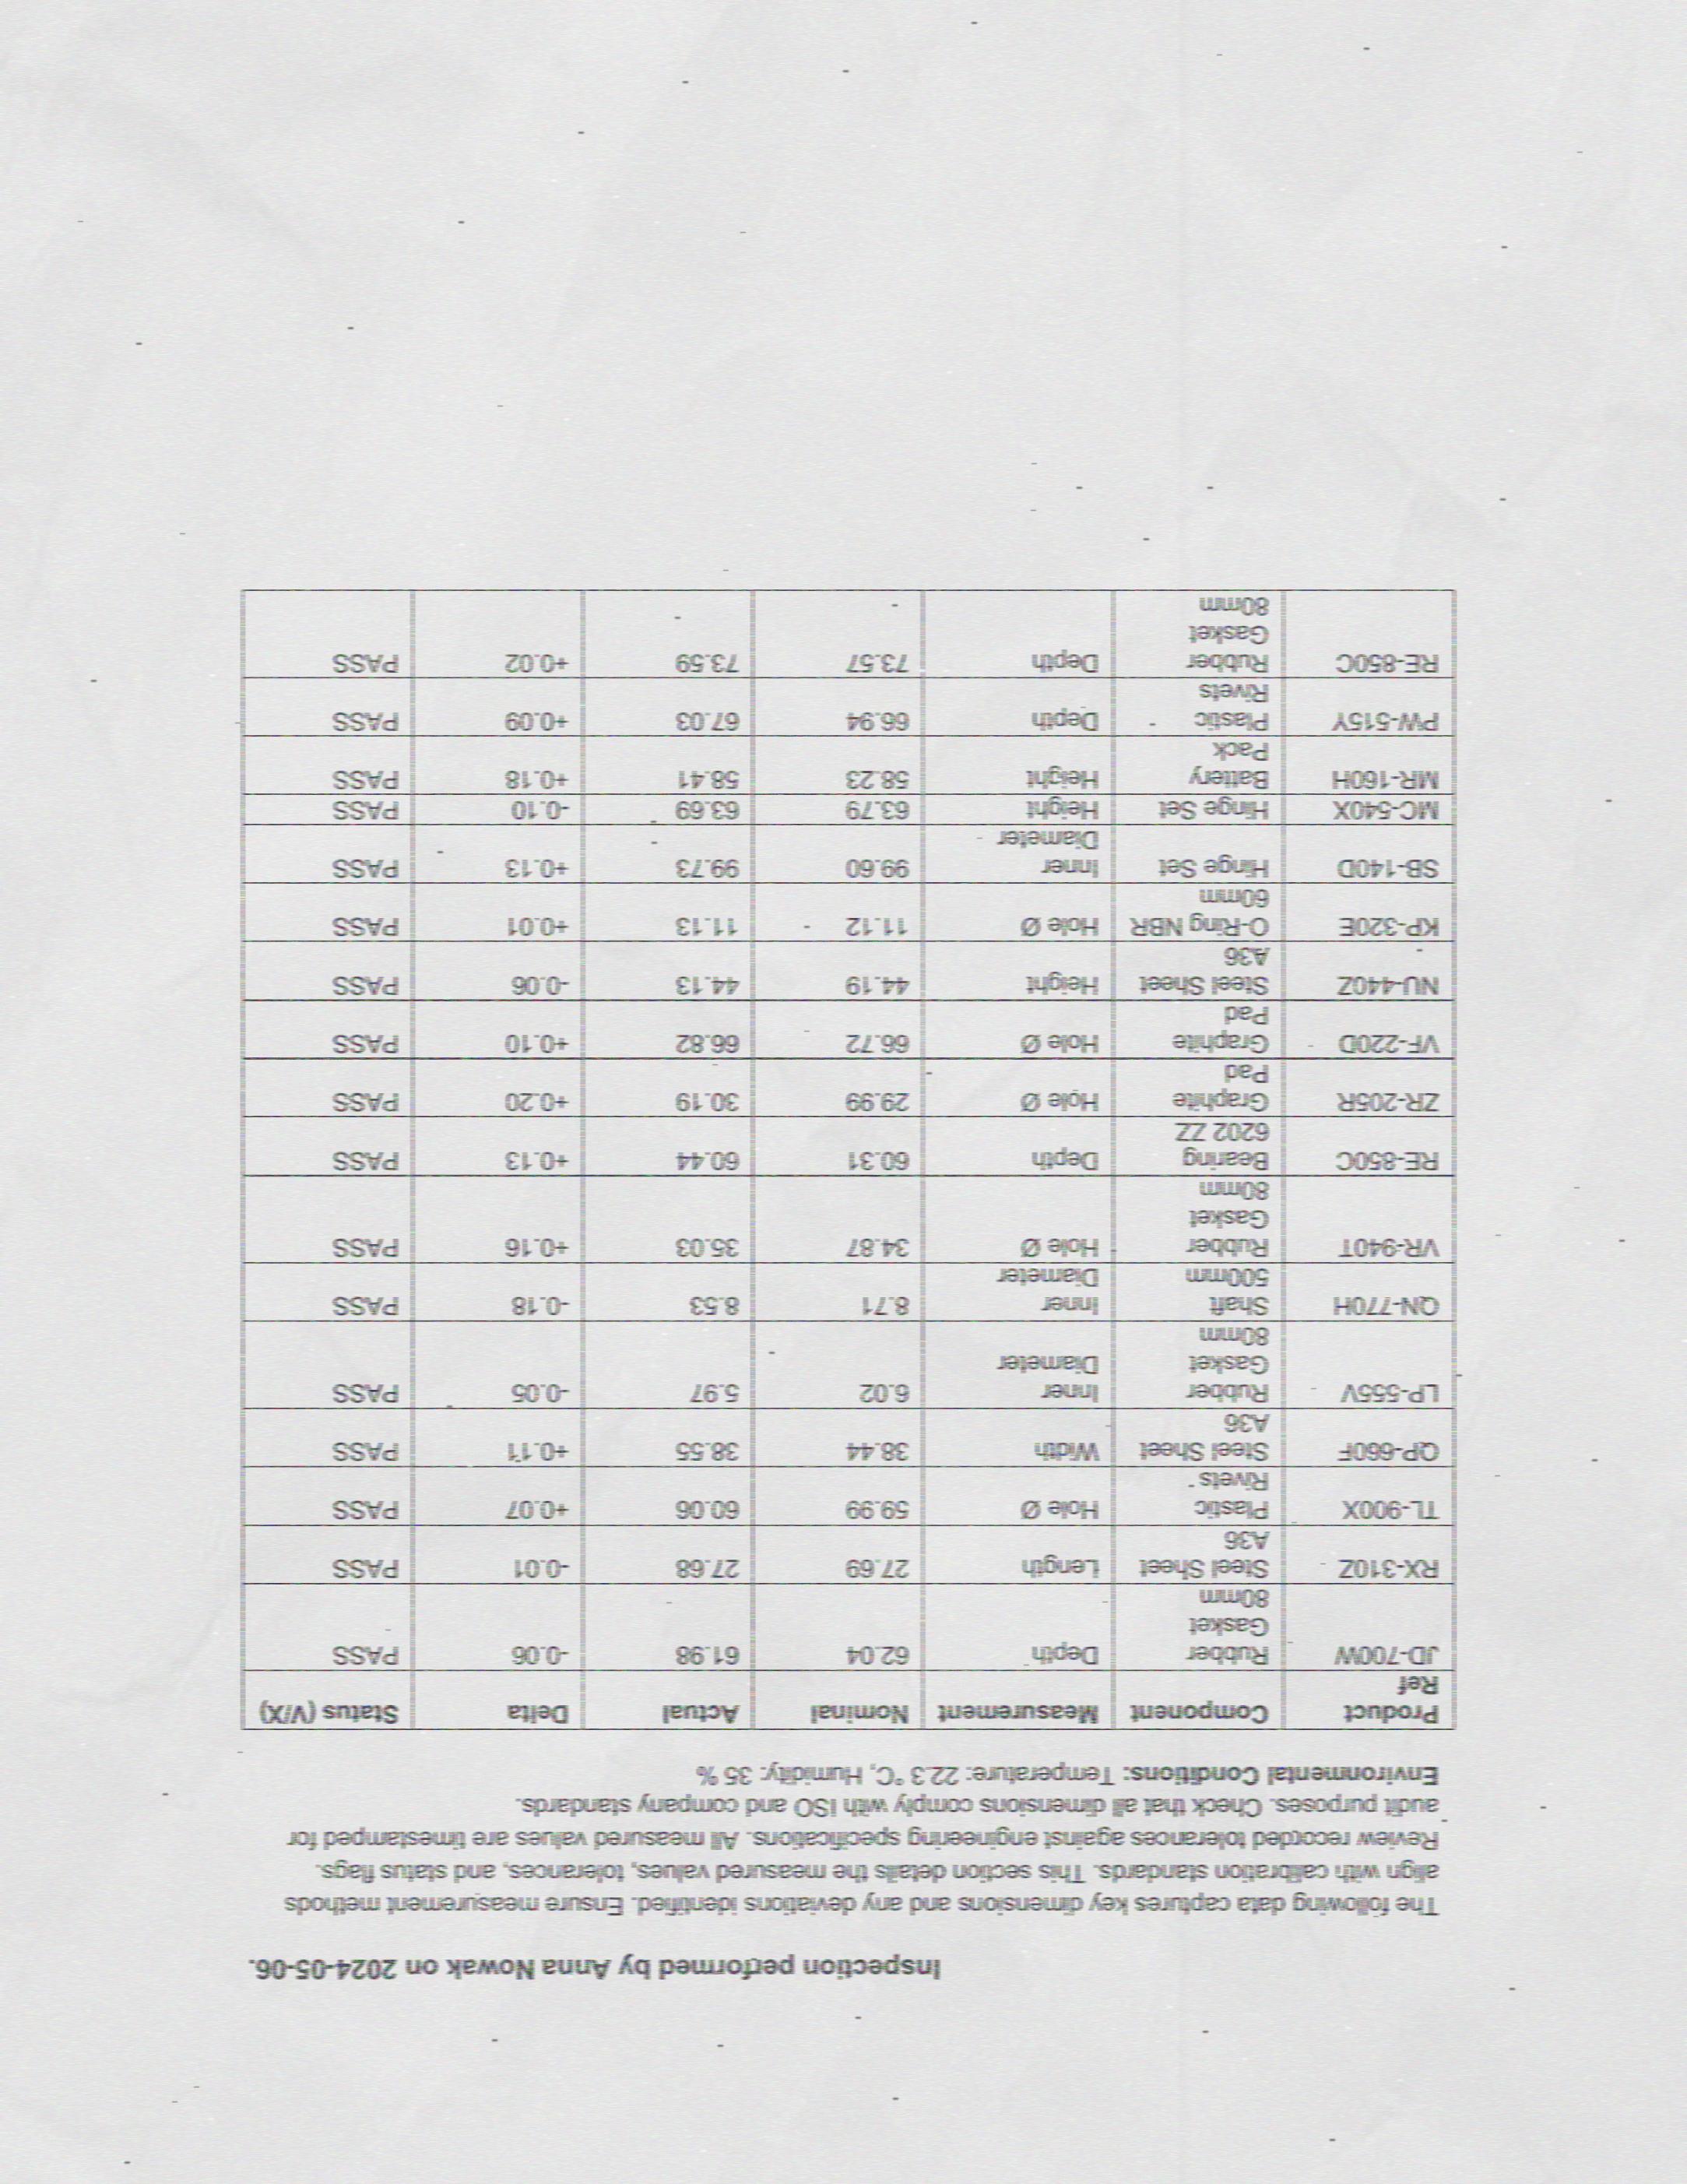 Inspection performed by Anna Nowak on 2024-05-06.
The following data captures key dimensions and any deviations identified. Ensure measurement methods
align with calibration standards. This section details the measured values, tolerances, and status flags.
Review recorded tolerances against engineering specifications. All measured values are timestamped for
audit purposes. Check that all dimensions comply with ISO and company standards.
Environmental Conditions: Temperature: 22.3 °C, Humidity: 35 %
Product Component Measurement Nominal Actual Delta Status (V/X)
Ref
JD-700W Rubber Depth 62.04 61.98 -0.06 PASS
Gasket
80mm
RX-310Z Steel Sheet Length 27.69 27.68 -0.01 PASS
A36
TL-900X Plastic Hole Ø 59.99 60.06 +0.07 PASS
Rivets
QP-660F Steel Sheet Width 38.44 38.55 +0.11 PASS
A36
LP-555V Rubber Inner 6.02 5.97 -0.05 PASS
Gasket Diameter
80mm
QN-770H Shaft Inner 8.71 8.53 -0.18 PASS
500mm Diameter
VR-940T Rubber Hole Ø 34.87 35.03 +0.16 PASS
Gasket
80mm
RE-850C Bearing Depth 60.31 60.44 +0.13 PASS
6202 ZZ
ZR-205R Graphite Hole Ø 29.99 30.19 +0.20 PASS
Pad
VF-220D Graphite Hole Ø 66.72 66.82 +0.10 PASS
Pad
NU-440Z Steel Sheet Height 44.19 44.13 -0.06 PASS
A36
KP-320E O-Ring NBR Hole Ø 11.12 11.13 +0.01 PASS
60mm
SB-140D Hinge Set Inner 99.60 99.73 +0.13 PASS
Diameter
MC-540X Hinge Set Height 63.79 63.69 -0.10 PASS
MR-160H Battery Height 58.23 58.41 +0.18 PASS
Pack
PW-515Y Plastic Depth 66.94 67.03 +0.09 PASS
Rivets
RE-850C Rubber Depth 73.57 73.59 +0.02 PASS
Gasket
80mm